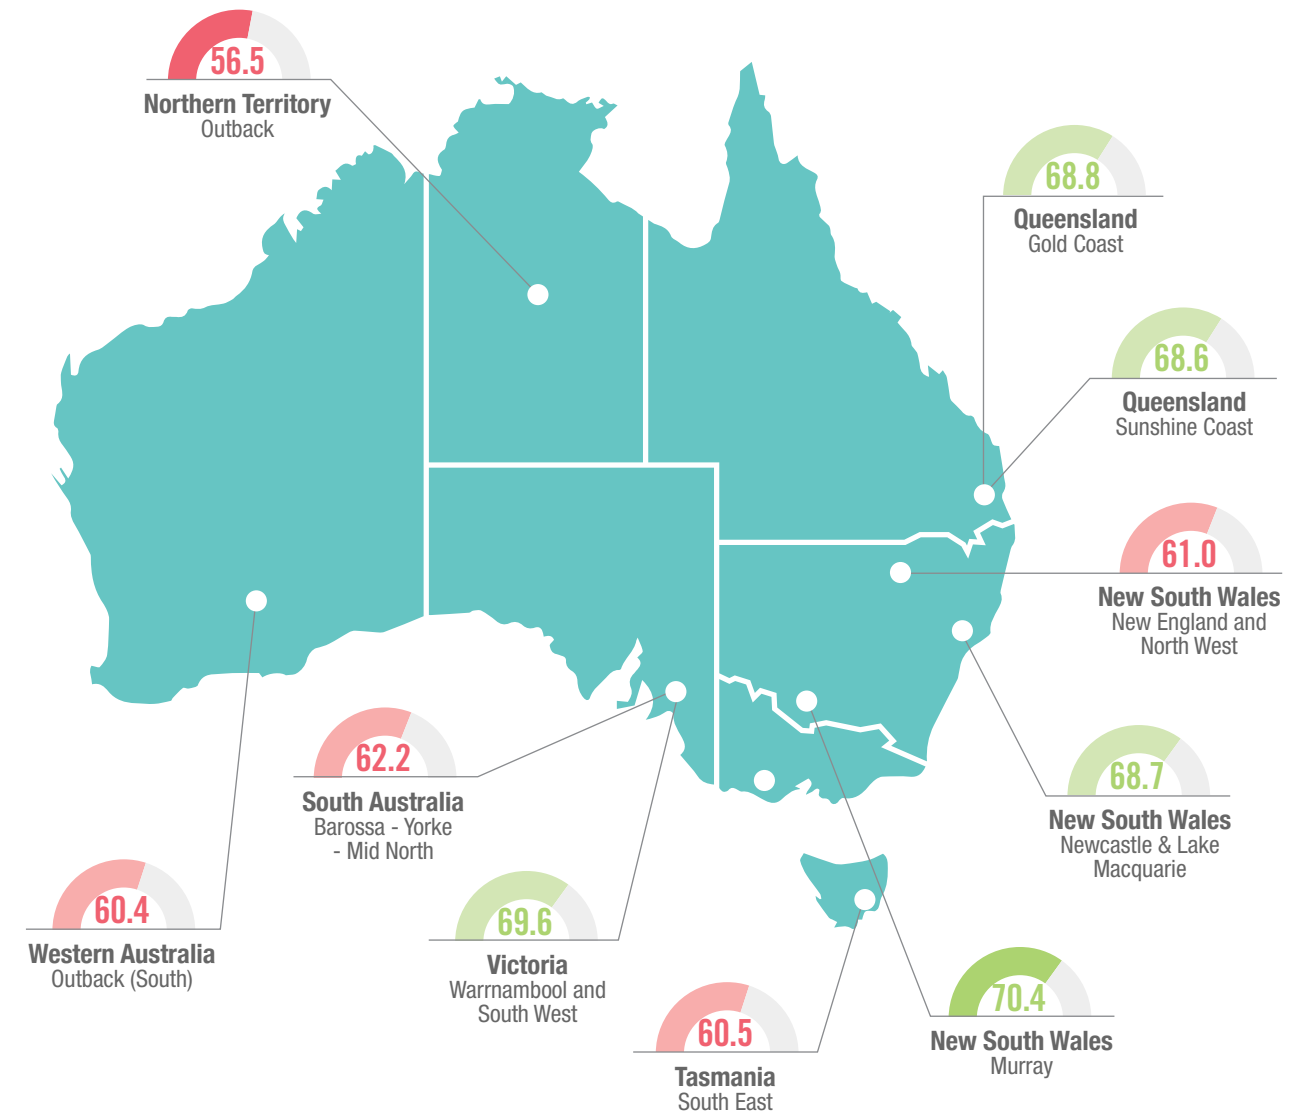 56.5
Northern Territory
Outback
68.8
Queensland
Gold Coast
68.6
Queensland
Sunshine Coast
61.0
New South Wales
New England and
North West
62.2
South Australia
Barossa - Yorke
- Mid North
68.7
New South Wales
Newcastle & Lake
Macquarie
60.4
Western Australia
Outback (South)
69.6
Victoria
Warrnambool and
South West
60.5
Tasmania
South East
70.4
New South Wales
Murray